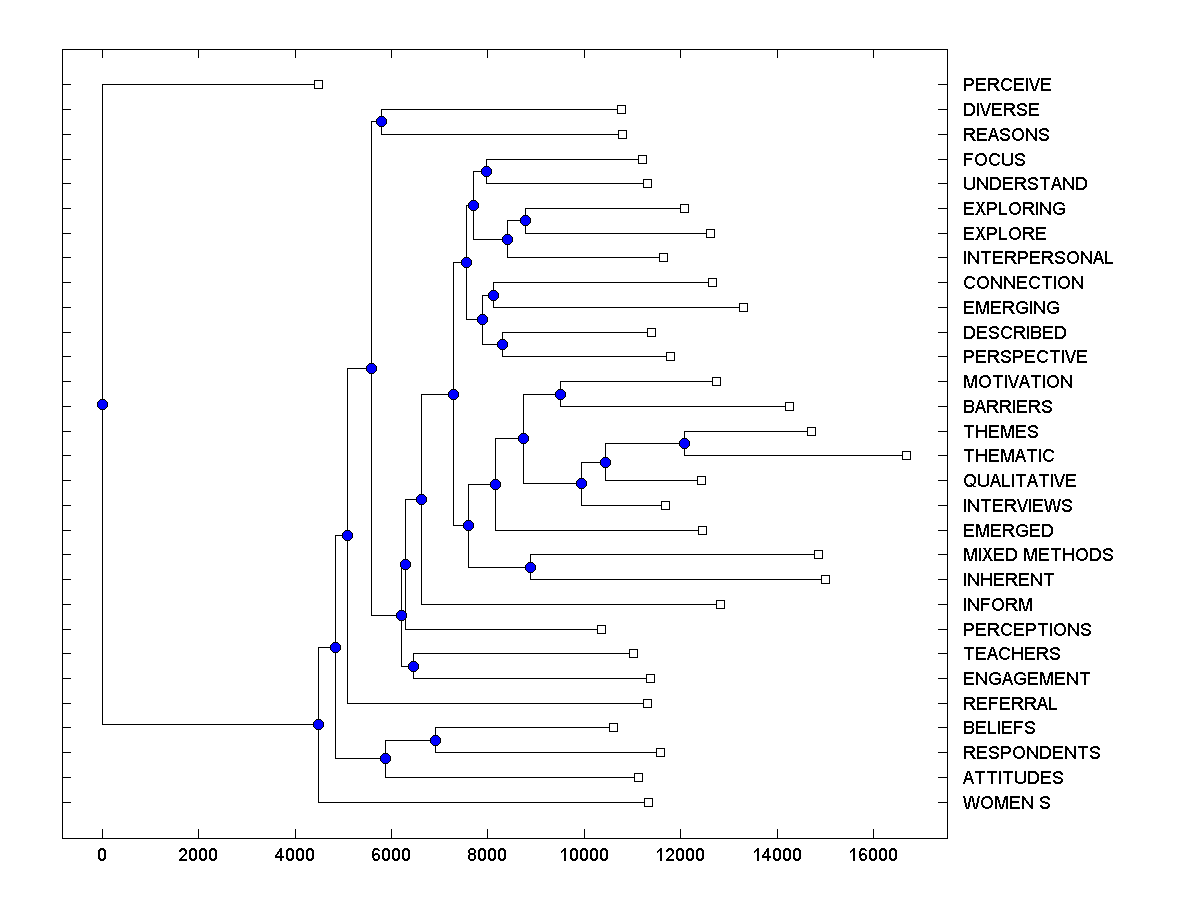 PERCEIVE
DIVERSE
REASONS
FOCUS
UNDERSTAND
EXPLORING
EXPLORE
INTERPERSONAL
CONNECTION
EMERGING
DESCRIBED
PERSPECTIVE
MOTIVATION
BARRIERS
THEMES
THEMATIC
QUALITATIVE
INTERVIEWS
EMERGED
MIXED METHODS
INHERENT
INFORM
PERCEPTIONS
TEACHERS
ENGAGEMENT
REFERRAL
BELIEFS
RESPONDENTS
ATTITUDES
WOMEN S
0 2000 4000 6000 8000 10000 12000 14000 16000